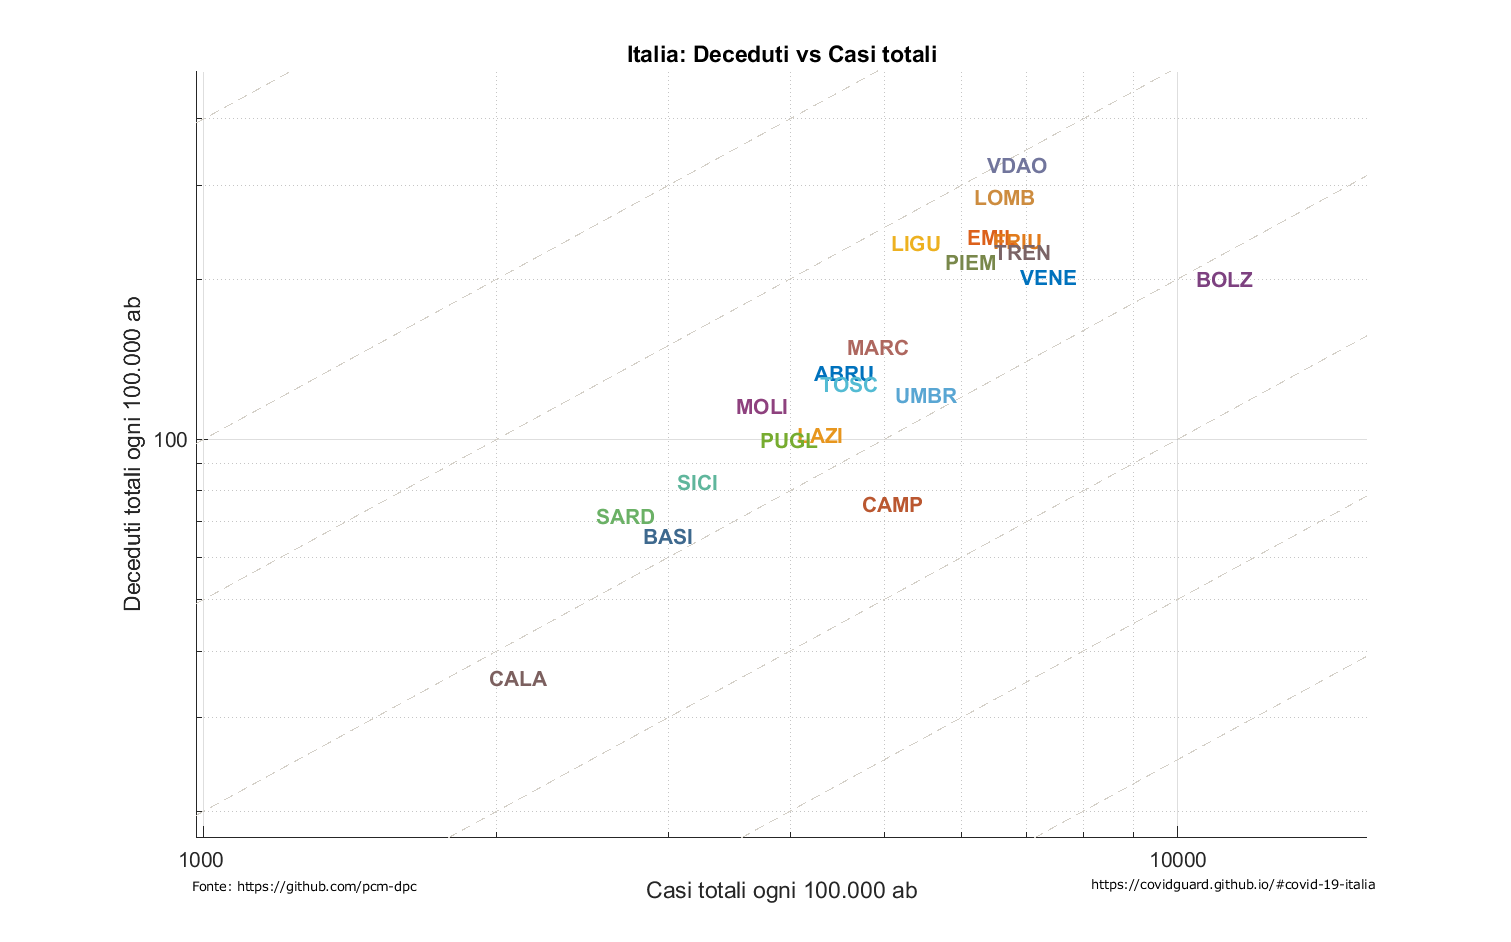 Italia: Deceduti vs Casi totali
VDAO
LOMB
EMIL
FRIU
LIGU
TREN
PIEM
VENE
BOLZ
MARC
ABRU
TOSC
UMBR
MOLI
LAZI
PUGL
SICI
CAMP
SARD
BASI
CALA
Deceduti totali ogni 100.000 ab
100
1000
10000
Casi totali ogni 100.000 ab
Fonte: https://github.com/pcm-dpc
https://covidguard.github.io/#covid-19-italia